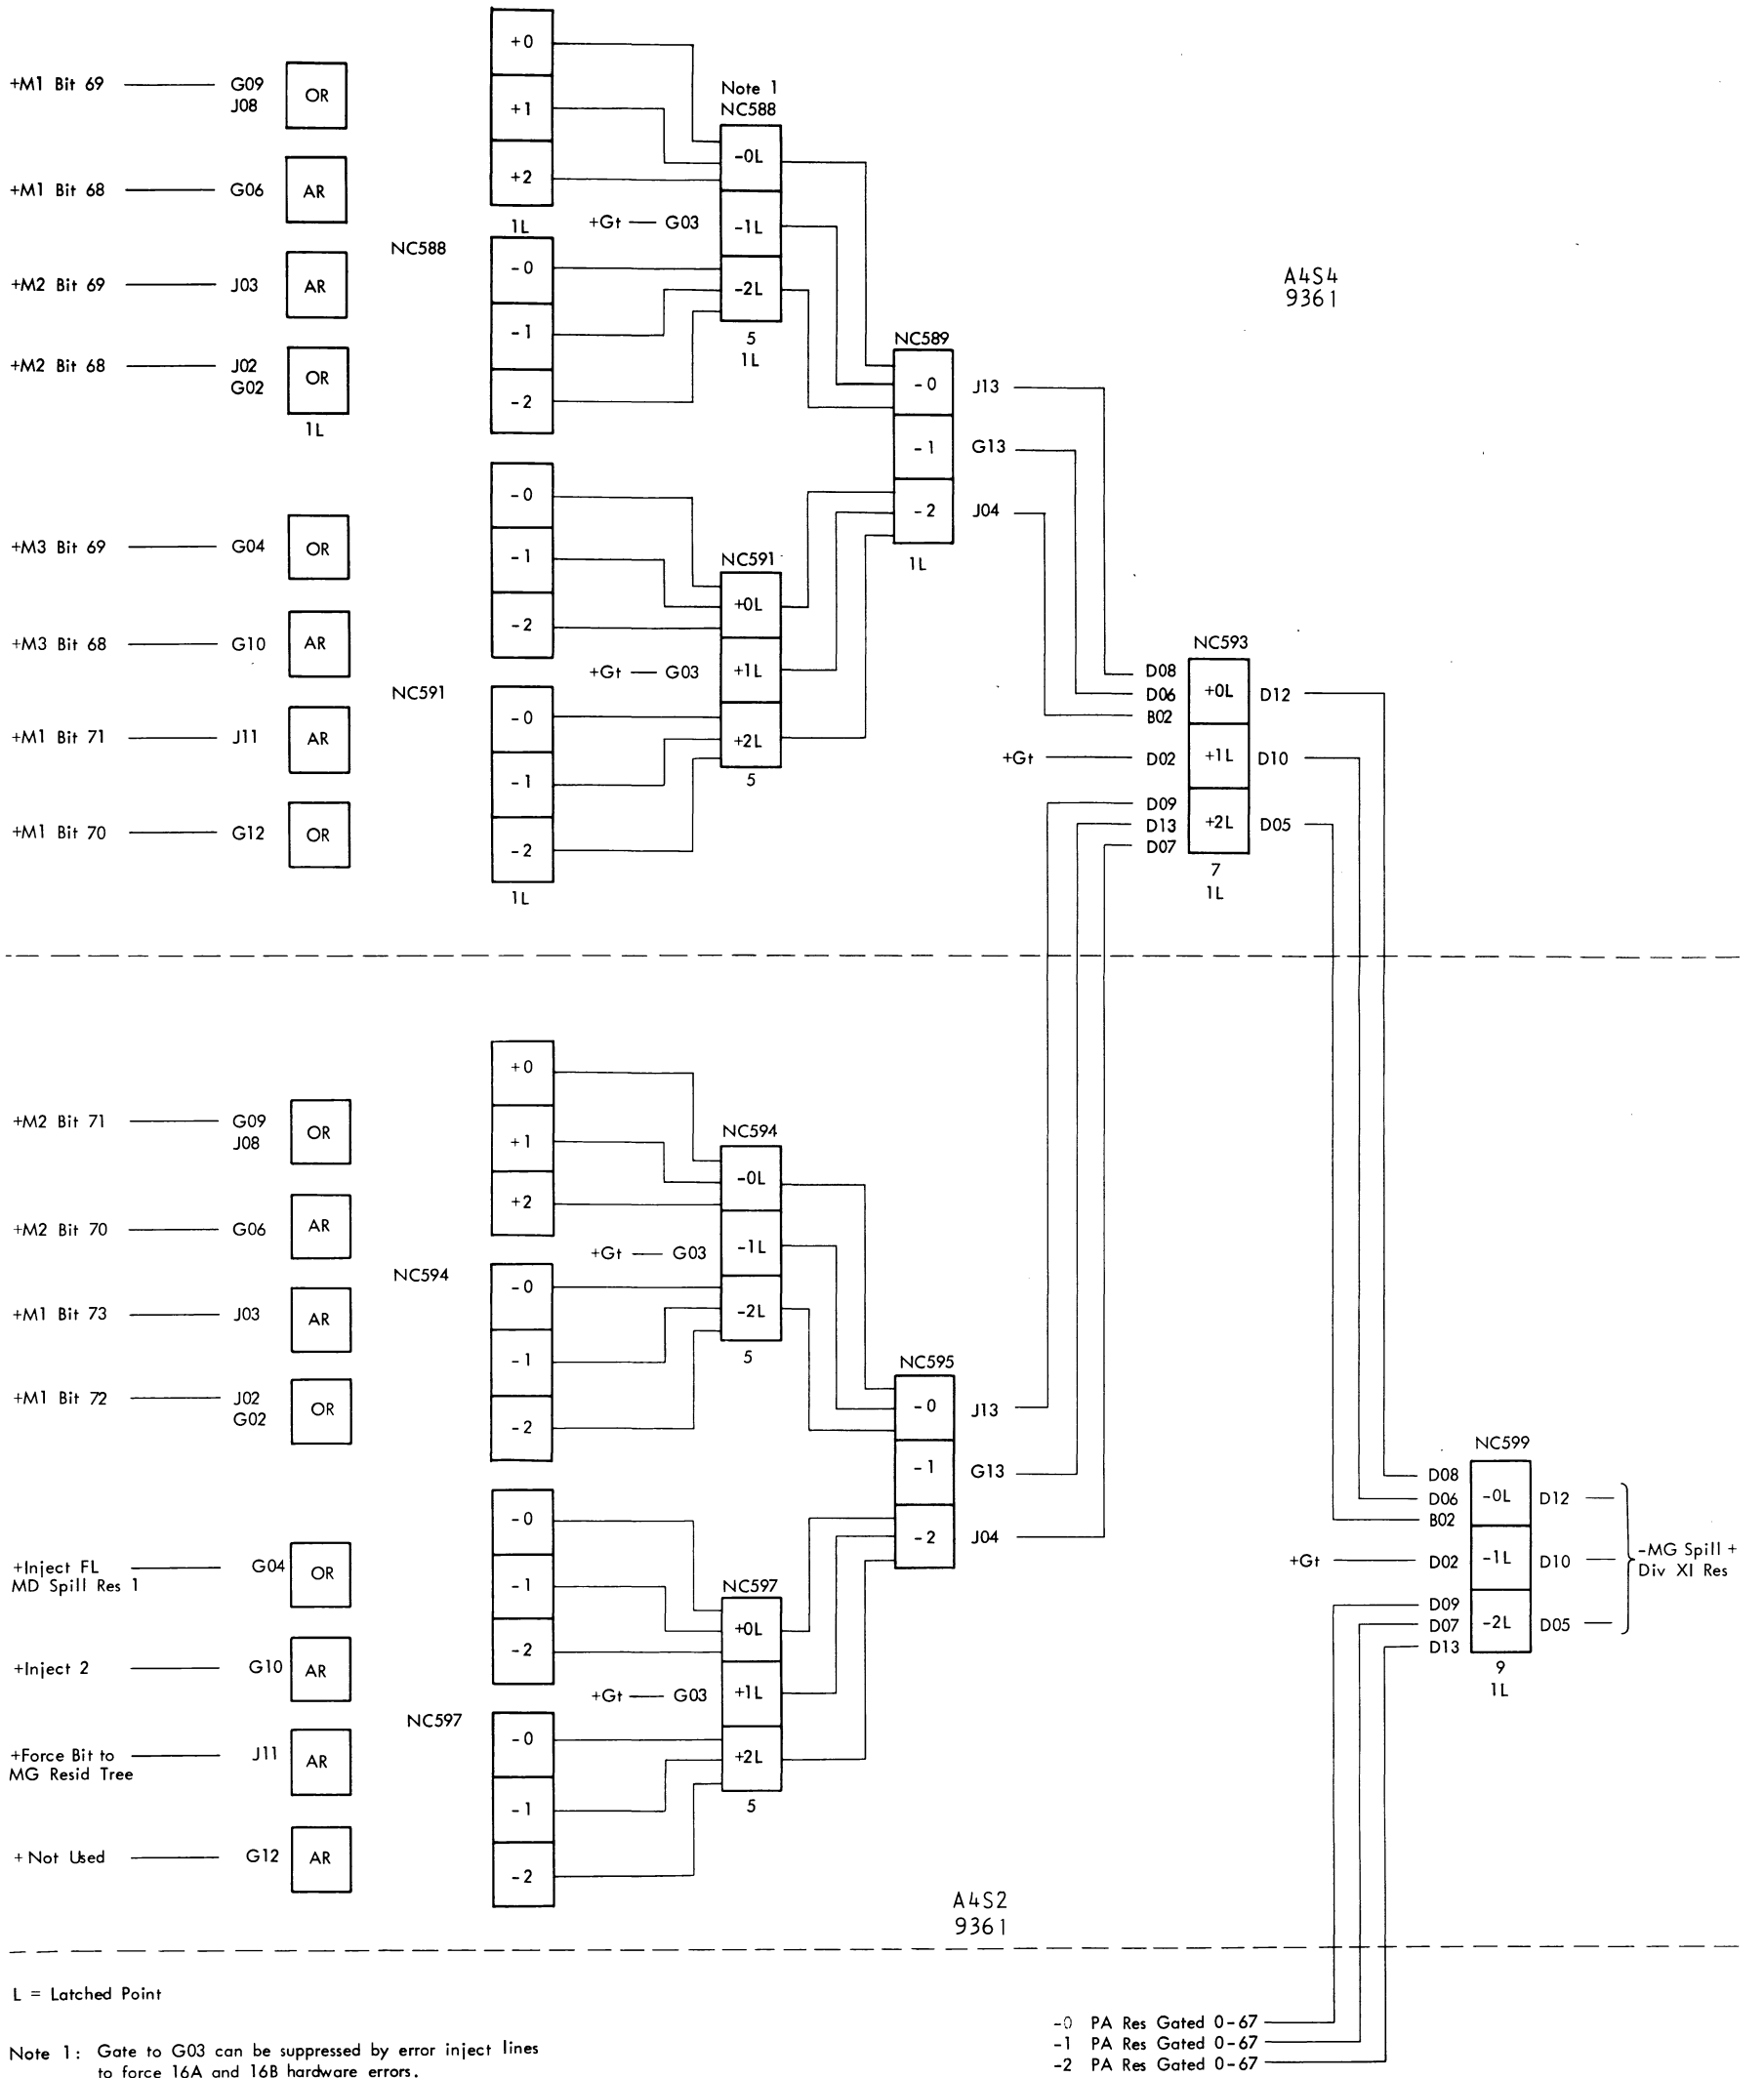 +M1 Bit 69 G09 OR
J08
+M1 Bit 68 G06 AR
+M2 Bit 69 J03 AR
+M2 Bit 68 J02 OR
G02
1L
NC588
+0
+1
+2
1L
-0
-1
-2
Note 1
NC588
-0L
+Gt G03 -1L
-2L
5
1L
A4S4
9361
NC589
-0 J13
-1 G13
-2 J04
1L
+M3 Bit 69 G04 OR
+M3 Bit 68 G10 AR
+M1 Bit 71 J11 AR
+M1 Bit 70 G12 OR
NC591
-0
-1
-2
-0
-1
-2
1L
NC591
+0L
+Gt G03 +1L
+2L
5
NC593
D08
D06 +0L D12
B02
+Gt D02 +1L D10
D09
D13 +2L D05
D07
7
1L
+M2 Bit 71 G09 OR
J08
+M2 Bit 70 G06 AR
+M1 Bit 73 J03 AR
+M1 Bit 72 J02 OR
G02
NC594
+0
+1
+2
-0
-1
-2
NC594
-0L
+Gt G03 -1L
-2L
5
NC595
-0 J13
-1 G13
-2 J04
+Inject FL G04 OR
MD Spill Res 1
+Inject 2 G10 AR
+Force Bit to J11 AR
MG Resid Tree
+ Not Used G12 AR
NC597
-0
-1
-2
-0
-1
-2
NC597
+0L
+Gt G03 +1L
+2L
5
NC599
D08
D06 -0L D12
B02
+Gt D02 -1L D10
D09
D07 -2L D05
D13
9
1L
-MG Spill +
Div XI Res
A4S2
9361
L = Latched Point
-0 PA Res Gated 0-67
-1 PA Res Gated 0-67
-2 PA Res Gated 0-67
Note 1: Gate to G03 can be suppressed by error inject lines
to force 16A and 16B hardware errors.